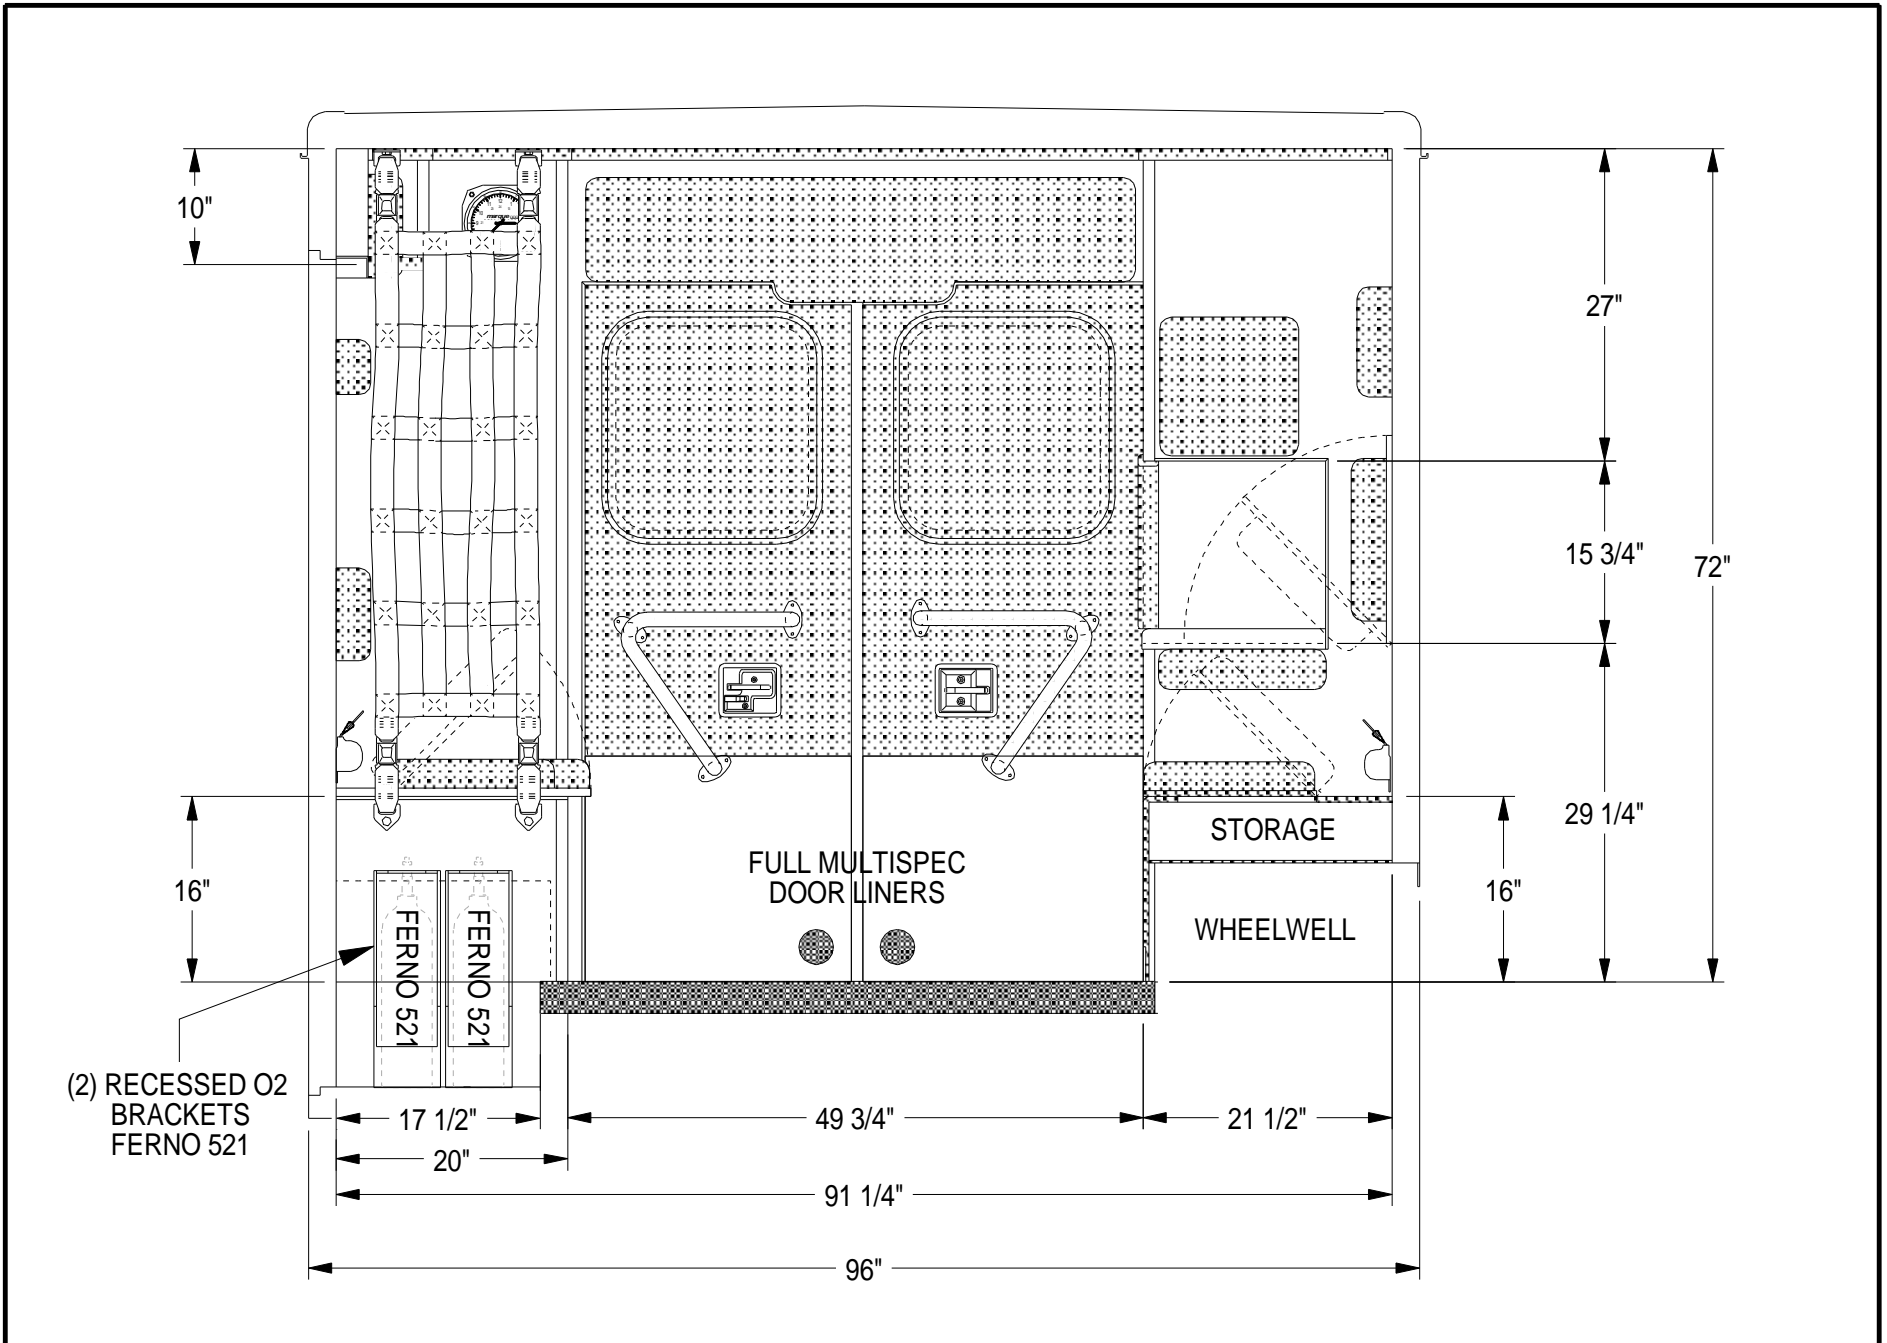 10"
27"
15 3/4"
72"
29 1/4"
STORAGE
FULL MULTISPEC
DOOR LINERS
16"
16"
WHEELWELL
FERNO 521
FERNO 521
(2) RECESSED O2
BRACKETS
FERNO 521
17 1/2"
49 3/4"
21 1/2"
20"
91 1/4"
96"